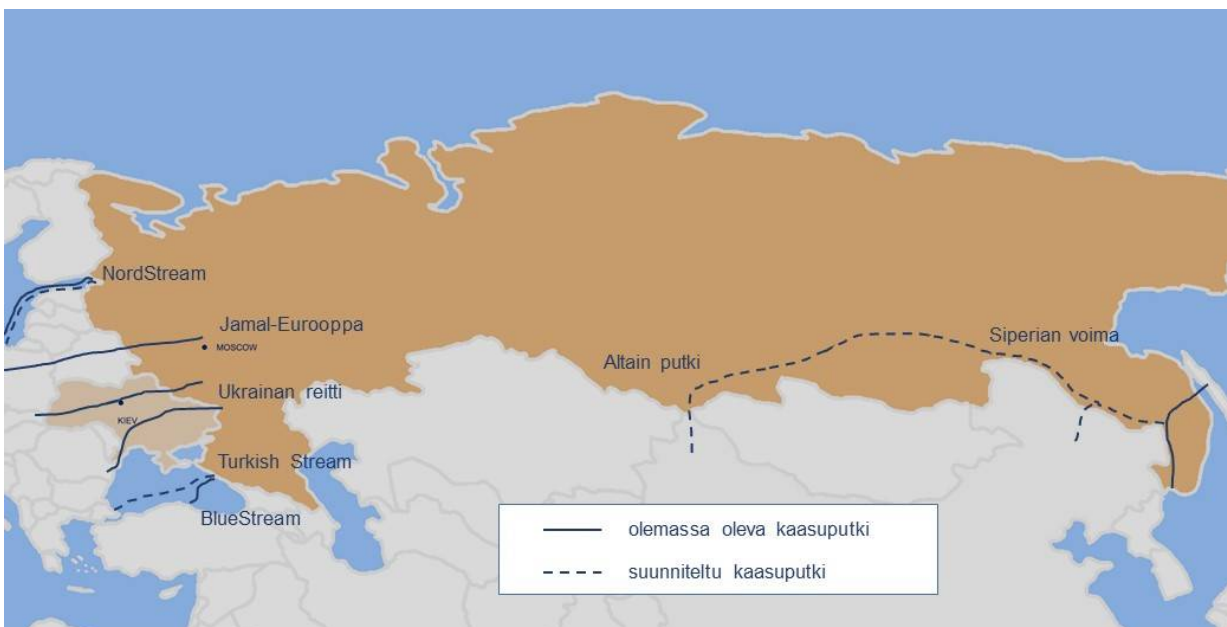 NordStream
Jamal-Eurooppa
MOSCOW
Siperian voima
Altain putki
Ukrainan reitti
KIEV
Turkish Stream
BlueStream
olemassa oleva kaasuputki
suunniteltu kaasuputki